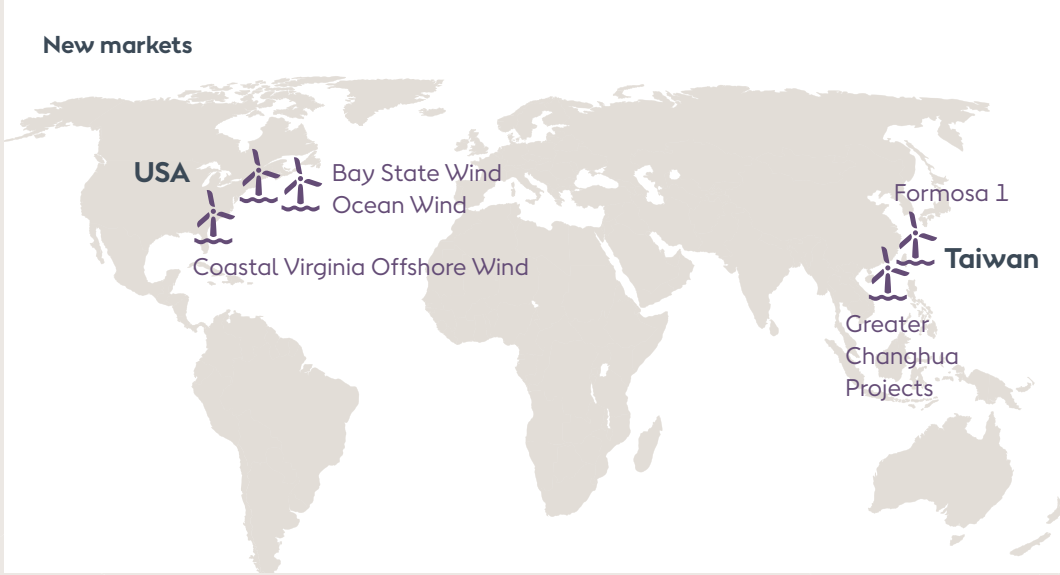 New markets
USA
Bay State Wind
Ocean Wind
Coastal Virginia Offshore Wind
Formosa 1
Taiwan
Greater
Changhua
Projects